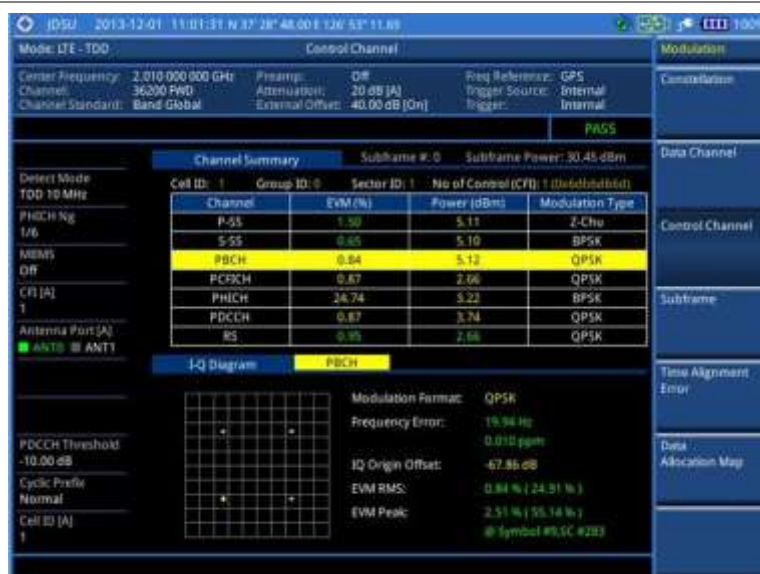 JDSU 2013-12-01 11:01:31 N 37° 28" 48.00 E 126° 53" 11.88 100%
Mode: LTE - TDD Control Channel Modulation
Center Frequency: 2.010 000 000 GHz Preamp: Off Freq Reference: GPS
Channel: 36200 FWD Attenuation: 20 dB [A] Trigger Source: Internal
Channel Standard: Band Global External Offset: 40.00 dB [On] Trigger: Internal
PASS
Constellation
Data Channel
Control Channel
Subframe
Time Alignment Error
Data Allocation Map
Detect Mode
TDD 10 MHz
PHICH Ng
1/6
MBMS
Off
CFI [A]
1
Antenna Port [A]
ANT0 ANT1
PDCCH Threshold
-10.00 dB
Cyclic Prefix
Normal
Cell ID [A]
1
Channel Summary Subframe #: 0 Subframe Power: 30.45 dBm
Cell ID: 1 Group ID: 0 Sector ID: 1 No of Control (CFI): 1 (0x6db6db6d)
Channel EVM (%) Power (dBm) Modulation Type
P-SS 1.50 5.11 Z-Chu
S-SS 0.65 5.10 BPSK
PBCH 0.84 5.12 QPSK
PCFICH 0.87 2.66 QPSK
PHICH 24.74 3.22 BPSK
PDCCH 0.87 3.74 QPSK
RS 0.95 2.66 QPSK
I-Q Diagram PBCH
Modulation Format: QPSK
Frequency Error: 19.94 Hz
0.010 ppm
IQ Origin Offset: -67.86 dB
EVM RMS: 0.84 % ( 24.91 % )
EVM Peak: 2.51 % ( 55.14 % )
@ Symbol #9,SC #283